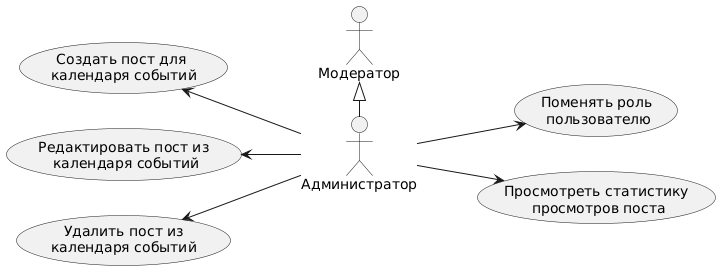 Создать пост для
календаря событий
Редактировать пост из
календаря событий
Удалить пост из
календаря событий
Модератор
Администратор
Поменять роль
пользователю
Просмотреть статистику
просмотров поста